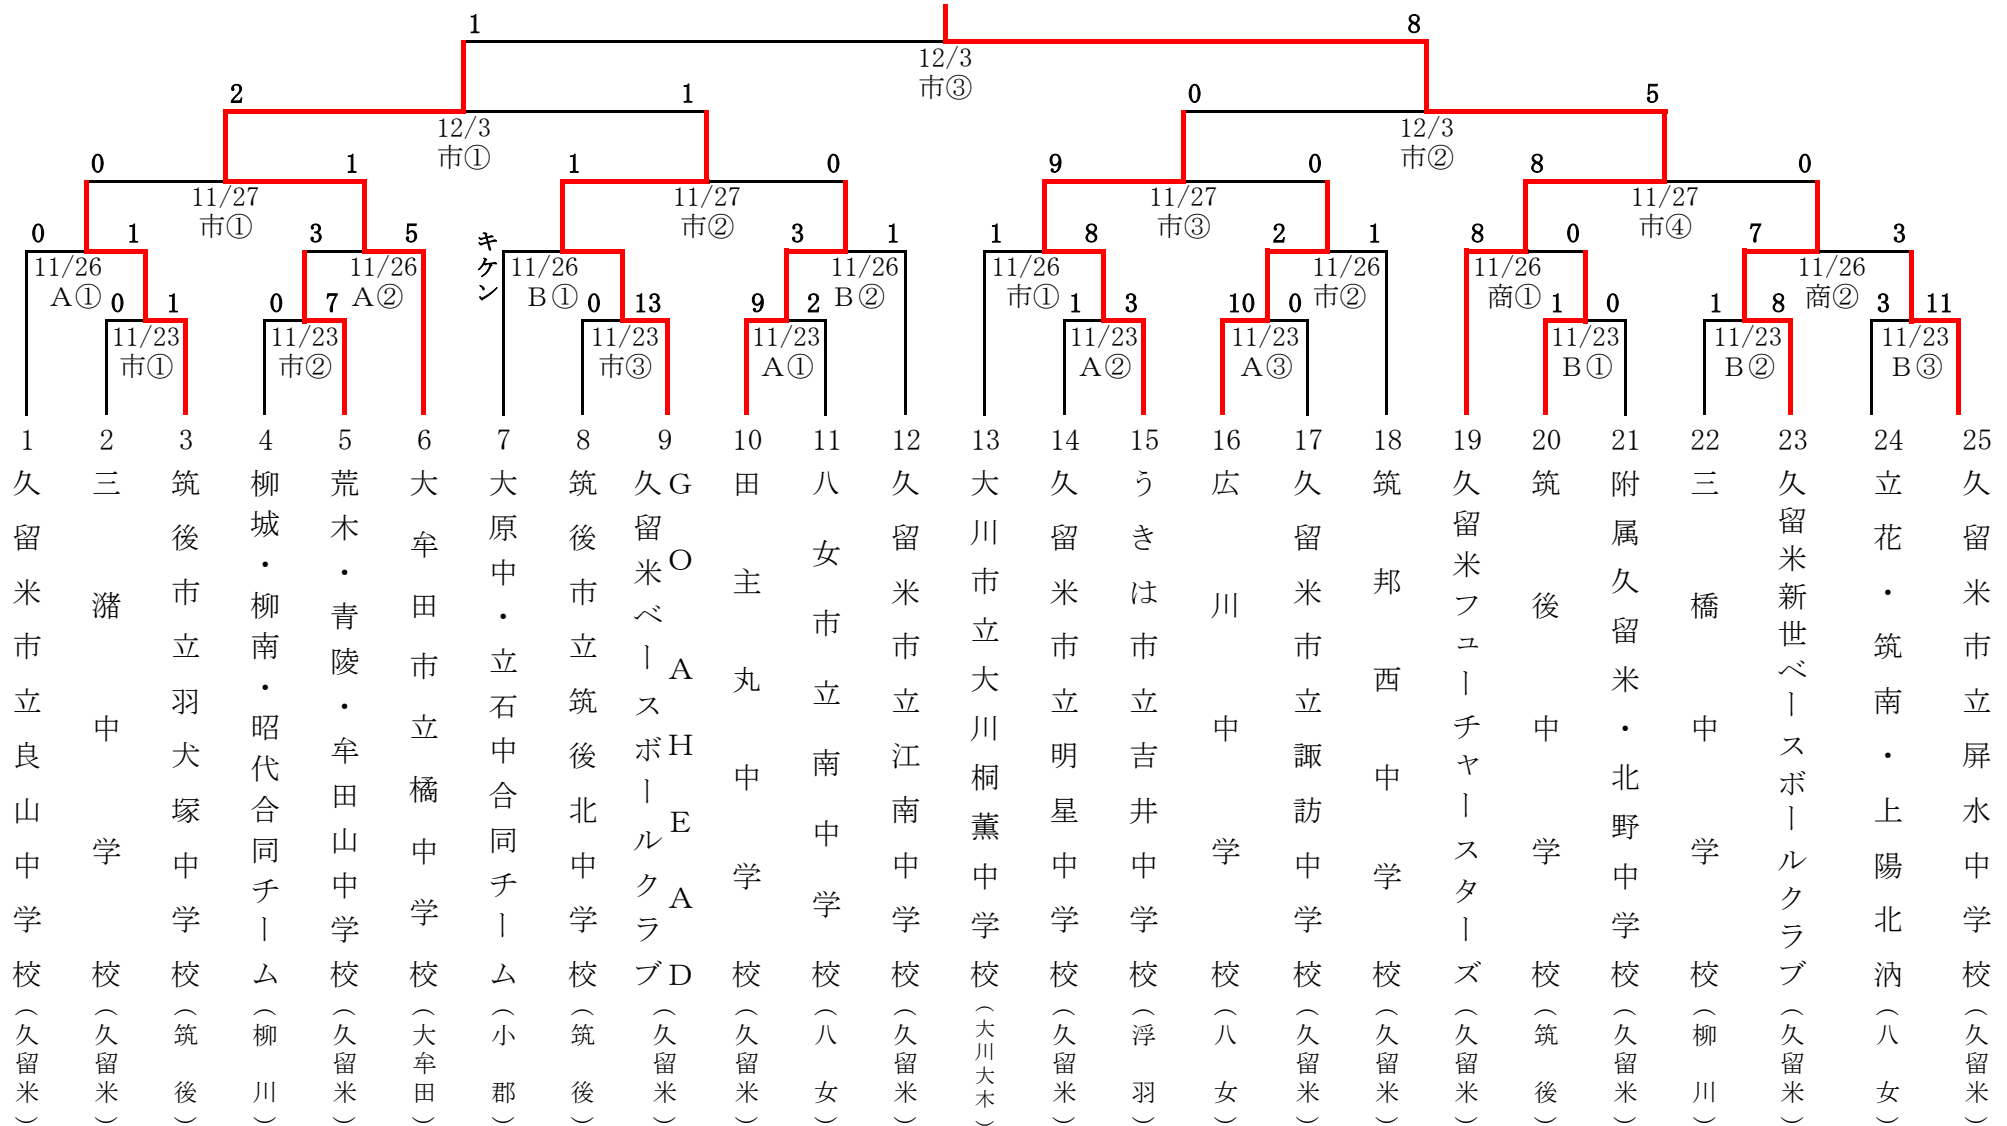 1 8
12/3
市③
2 1 0 5
12/3 12/3
市① 市②
0 1 1 0 9 0 8 0
11/27 11/27 11/27 11/27
市① 市② 市③ 市④
0 1 3 5 キケン 3 1 1 8 2 1 8 0 7 3
11/26 11/26 11/26 11/26 11/26 11/26 11/26 11/26
A① A② B① B② 市① 市② 商① 商②
0 1 0 7 0 13 9 2 1 3 10 0 1 0 1 8 3 11
11/23 11/23 11/23 11/23 11/23 11/23 11/23 11/23 11/23
市① 市② 市③ A① A② A③ B① B② B③
1 久留米市立良山中学校(久留米)
2 三潴中学校(久留米)
3 筑後市立羽犬塚中学校(筑後)
4 柳城・柳南・昭代合同チーム(柳川)
5 荒木・青陵・牟田山中学校(久留米)
6 大牟田市立橘中学校(大牟田)
7 大原中・立石中合同チーム(小郡)
8 筑後市立筑後北中学校(筑後)
9 GO AHEAD
久留米ベースボールクラブ(久留米)
10 田主丸中学校(久留米)
11 八女市立南中学校(八女)
12 久留米市立江南中学校(久留米)
13 大川市立大川桐薫中学校(大川大木)
14 久留米市立明星中学校(久留米)
15 うきは市立吉井中学校(浮羽)
16 広川中学校(八女)
17 久留米市立諏訪中学校(久留米)
18 筑邦西中学校(久留米)
19 久留米フューチャースターズ(久留米)
20 筑後中学校(筑後)
21 附属久留米・北野中学校(久留米)
22 三橋中学校(柳川)
23 久留米新世ベースボールクラブ(久留米)
24 立花・筑南・上陽北汭(八女)
25 久留米市立屏水中学校(久留米)